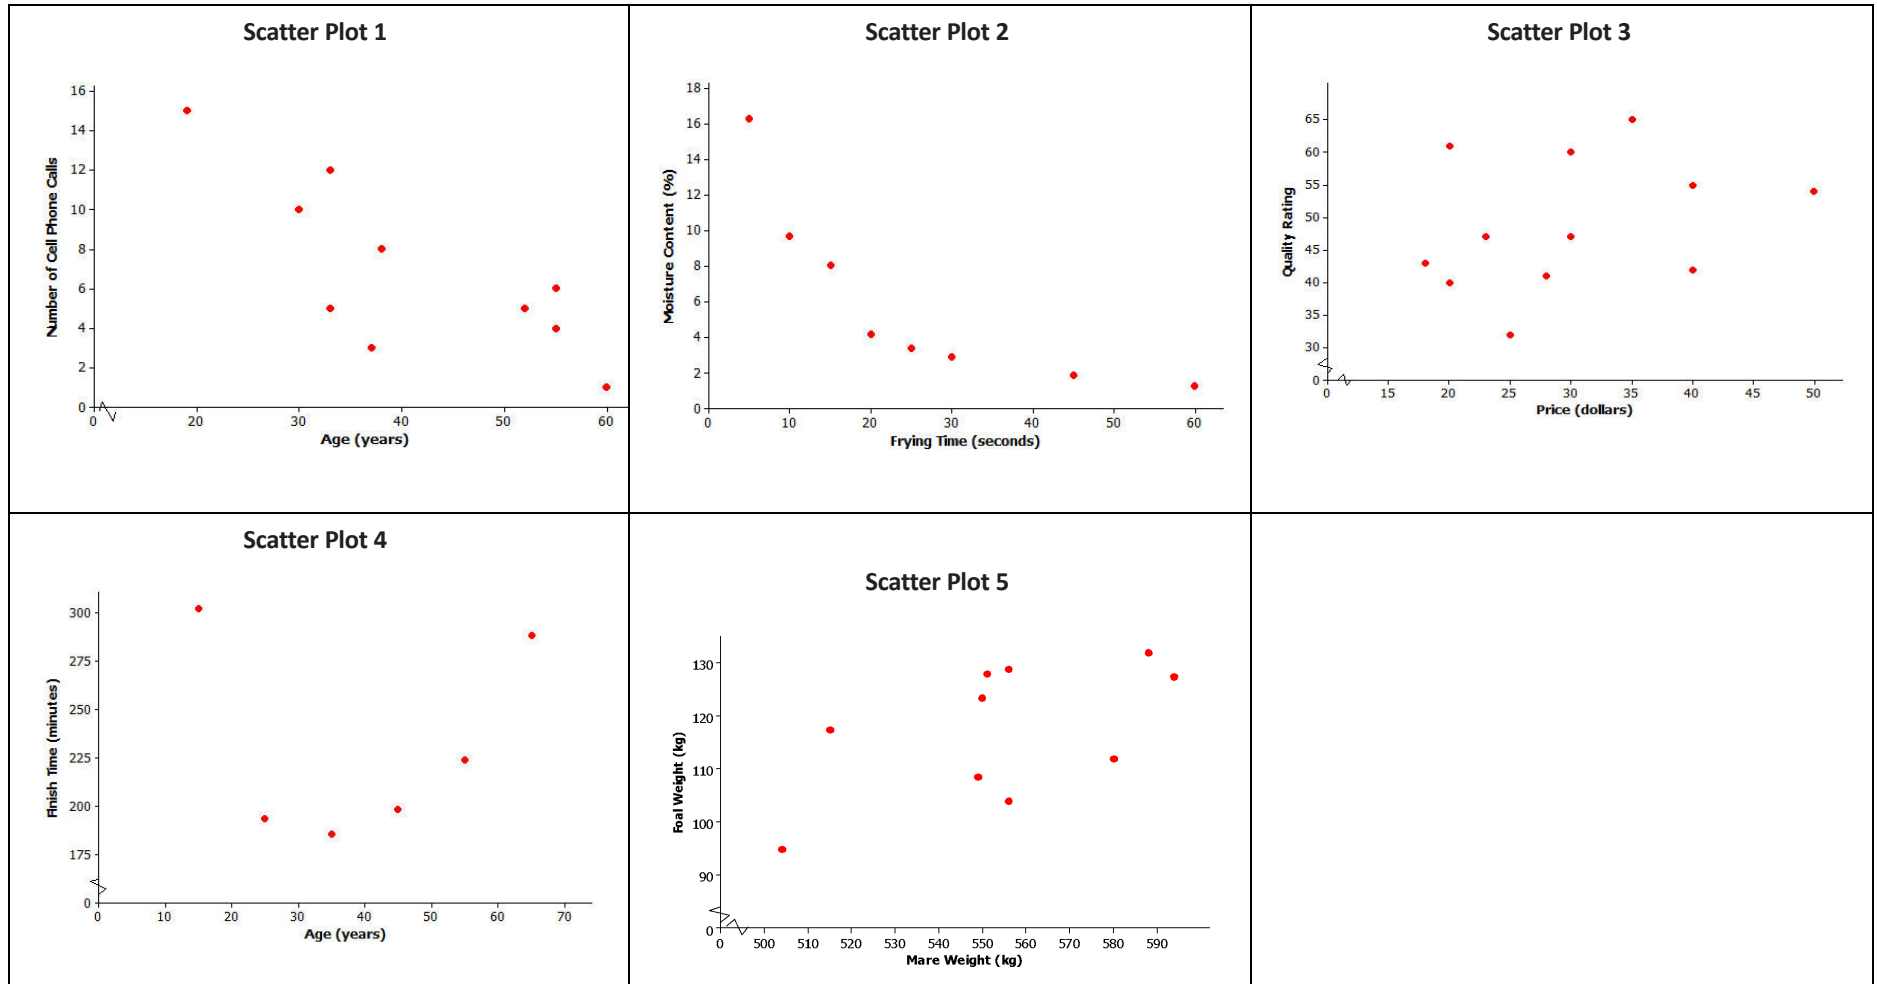 Scatter Plot 1
16
14
12
10
8
6
4
2
0
Number of Cell Phone Calls
0 20 30 40 50 60
Age (years)
Scatter Plot 2
18
16
14
12
10
8
6
4
2
0
Moisture Content (%)
0 10 20 30 40 50 60
Frying Time (seconds)
Scatter Plot 3
65
60
55
50
45
40
35
30
0
Quality Rating
0 15 20 25 30 35 40 45 50
Price (dollars)
Scatter Plot 4
300
275
250
225
200
175
0
Finish Time (minutes)
0 10 20 30 40 50 60 70
Age (years)
Scatter Plot 5
130
120
110
100
90
0
Foal Weight (kg)
0 500 510 520 530 540 550 560 570 580 590
Mare Weight (kg)